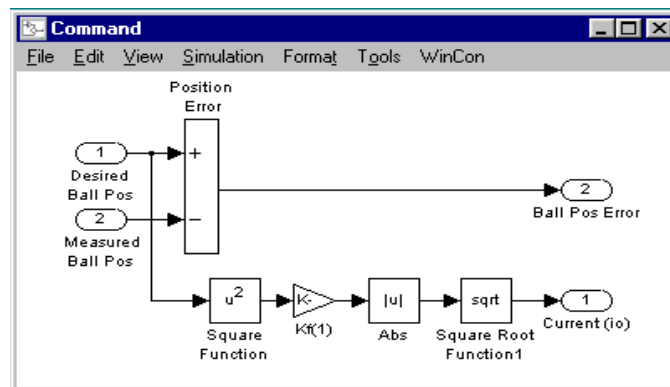 Command
File Edit View Simulation Format Tools WinCon
Position
Error
1
+
Desired
Ball Pos
2
−
Measured
Ball Pos
2
Ball Pos Error
u2
Square
Function
K-
Kf(1)
|u|
Abs
sqrt
Square Root
Function1
1
Current (io)